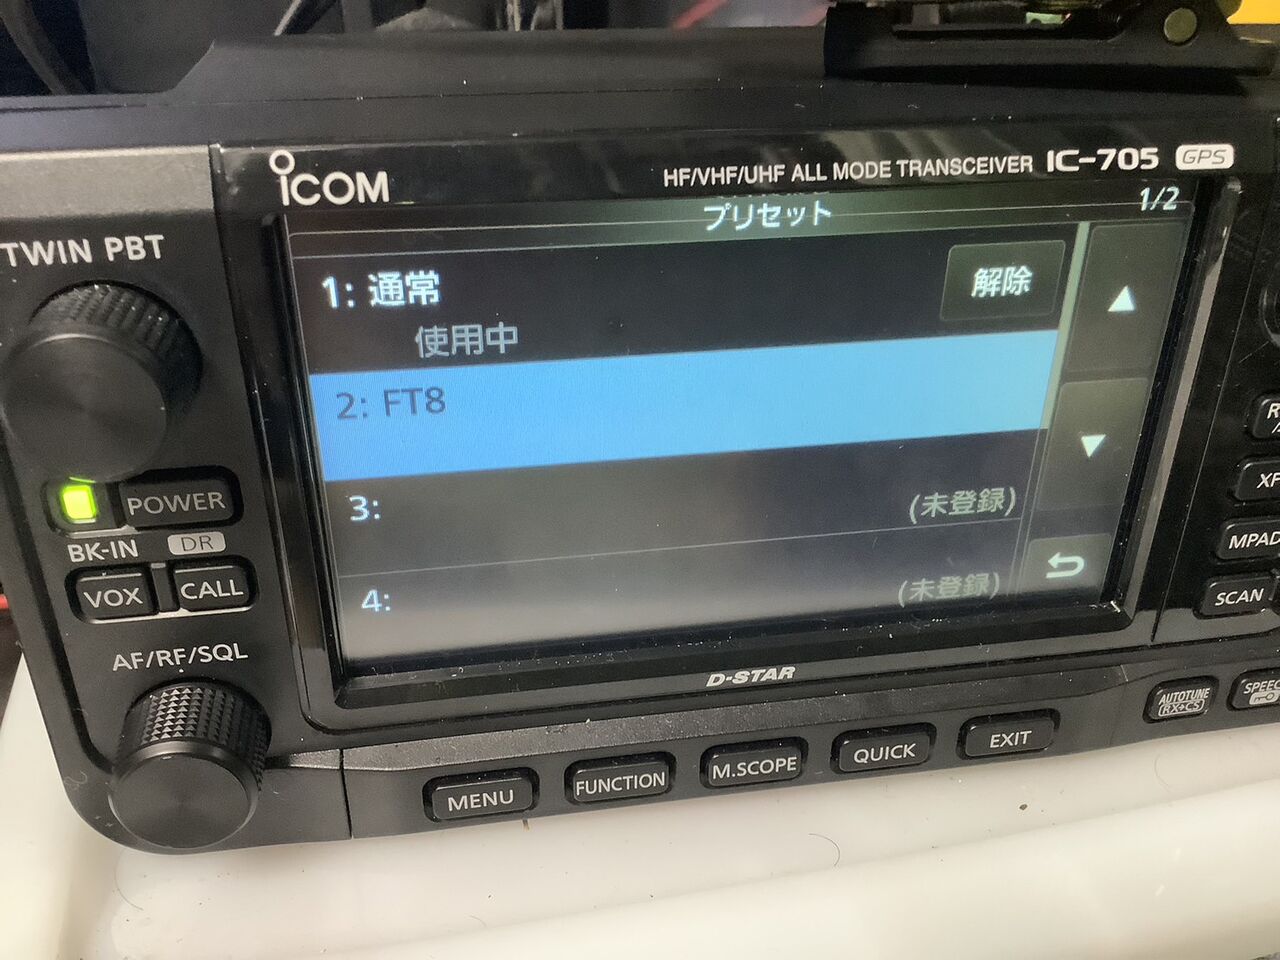 ICOM
HF/VHF/UHF ALL MODE TRANSCEIVER IC-705 GPS
TWIN PBT
プリセット
1/2
1: 通常
解除
使用中
2: FT8
3:
(未登録)
4:
(未登録)
POWER
BK-IN
DR
VOX
CALL
AF/RF/SQL
MPAD
SCAN
D-STAR
AUTOTUNE
RX→CS
MENU
FUNCTION
M.SCOPE
QUICK
EXIT